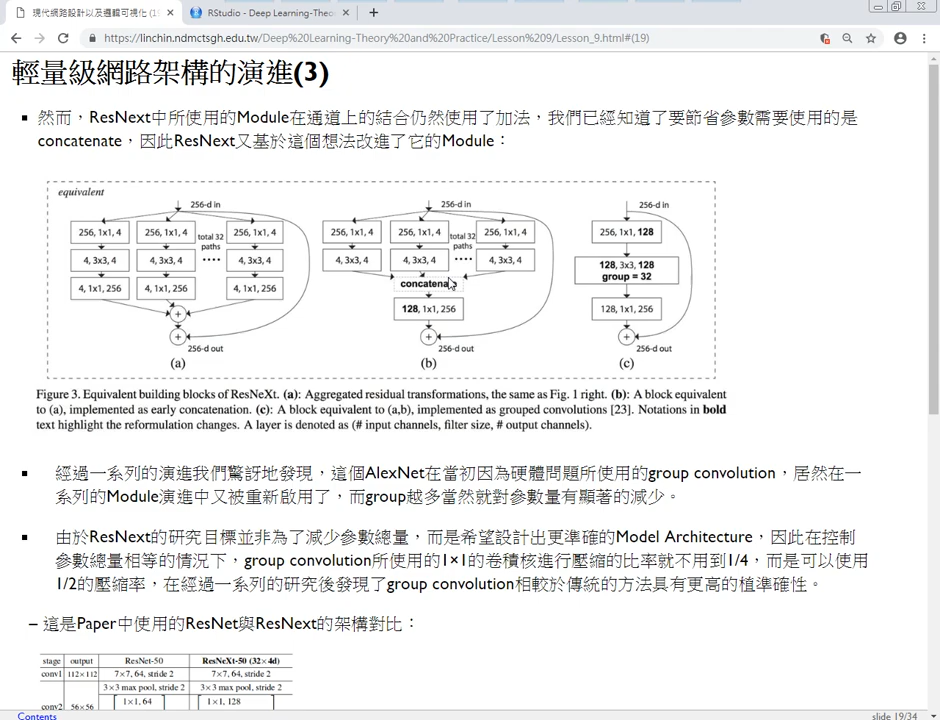 現代網路設計以及邏輯可視化 (1
RStudio - Deep Learning-Theo
https://linchin.ndmctsgh.edu.tw/Deep%20Learning-Theory%20and%20Practice/Lesson%209/Lesson_9.html#(19)
輕量級網路架構的演進(3)
然而，ResNext中所使用的Module在通道上的結合仍然使用了加法，我們已經知道了要節省參數需要使用的是
concatenate，因此ResNext又基於這個想法改進了它的Module：
equivalent
256-d in
256, 1x1, 4
256, 1x1, 4
256, 1x1, 4
total 32
paths
4, 3x3, 4
4, 3x3, 4
4, 3x3, 4
4, 1x1, 256
4, 1x1, 256
4, 1x1, 256
+
+
256-d out
(a)
256-d in
256, 1x1, 4
256, 1x1, 4
256, 1x1, 4
total 32
paths
4, 3x3, 4
4, 3x3, 4
4, 3x3, 4
concatenate
128, 1x1, 256
+
256-d out
(b)
256-d in
256, 1x1, 128
128, 3x3, 128
group = 32
128, 1x1, 256
+
256-d out
(c)
Figure 3. Equivalent building blocks of ResNeXt. (a): Aggregated residual transformations, the same as Fig. 1 right. (b): A block equivalent
to (a), implemented as early concatenation. (c): A block equivalent to (a,b), implemented as grouped convolutions [23]. Notations in bold
text highlight the reformulation changes. A layer is denoted as (# input channels, filter size, # output channels).
經過一系列的演進我們驚訝地發現，這個AlexNet在當初因為硬體問題所使用的group convolution，居然在一
系列的Module演進中又被重新啟用了，而group越多當然就對參數量有顯著的減少。
由於ResNext的研究目標並非為了減少參數總量，而是希望設計出更準確的Model Architecture，因此在控制
參數總量相等的情況下，group convolution所使用的1×1的卷積核進行壓縮的比率就不用到1/4，而是可以使用
1/2的壓縮率，在經過一系列的研究後發現了group convolution相較於傳統的方法具有更高的植準確性。
– 這是Paper中使用的ResNet與ResNext的架構對比：
stage output ResNet-50 ResNeXt-50 (32×4d)
conv1 112×112 7×7, 64, stride 2 7×7, 64, stride 2
3×3 max pool, stride 2 3×3 max pool, stride 2
1×1, 64 1×1, 128
conv2 56×56
Contents
slide 19/34